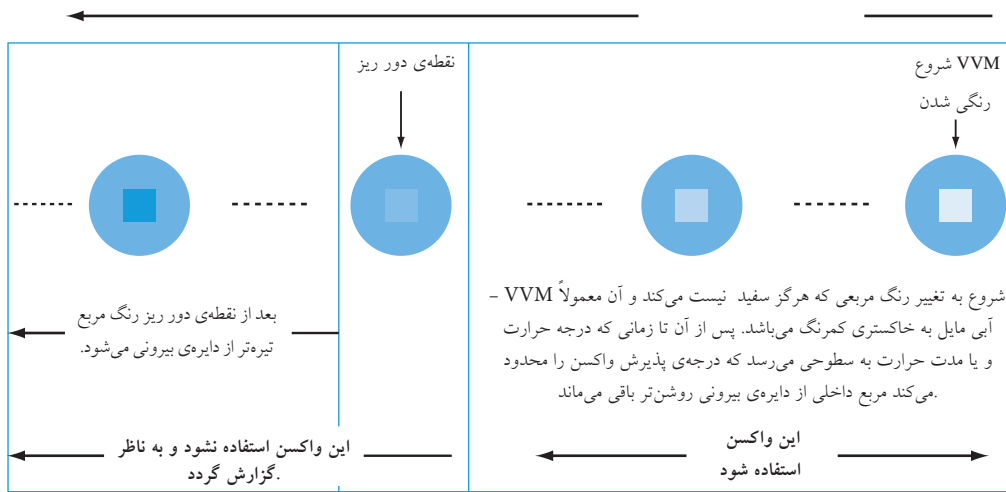 VVM شروع
رنگی شدن
نقطه‌ی دور ریز
شروع به تغییر رنگ مربعی که هرگز سفید نیست می‌کند و آن معمولاً VVM –
آبی مایل به خاکستری کمرنگ می‌باشد. پس از آن تا زمانی که درجه حرارت
و یا مدت حرارت به سطوحی می‌رسد که درجه‌ی پذیرش واکسن را محدود
.می‌کند مربع داخلی از دایره‌ی بیرونی روشن‌تر باقی می‌ماند
بعد از نقطه‌ی دور ریز رنگ مربع
تیره‌تر از دایره‌ی بیرونی می‌شود.
این واکسن
استفاده شود
این واکسن استفاده نشود و به ناظر
.گزارش گردد